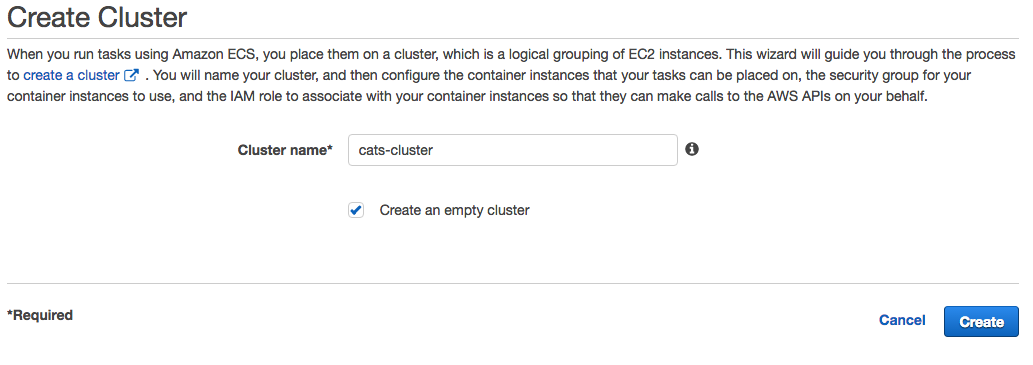 Create Cluster
When you run tasks using Amazon ECS, you place them on a cluster, which is a logical grouping of EC2 instances. This wizard will guide you through the process
to create a cluster . You will name your cluster, and then configure the container instances that your tasks can be placed on, the security group for your
container instances to use, and the IAM role to associate with your container instances so that they can make calls to the AWS APIs on your behalf.
Cluster name* cats-cluster
Create an empty cluster
*Required
Cancel Create